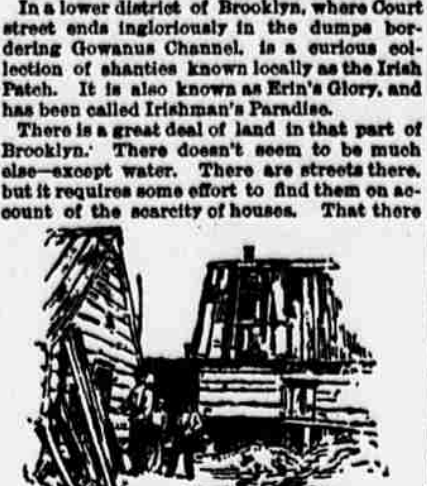 In a lower district of Brooklyn, where Court
street ends ingloriously in the dumps bor-
dering Gowanus Channel, is a curious col-
lection of shanties known locally as the Irish
Patch. It is also known as Erin's Glory, and
has been called Irishman's Paradise.
There is a great deal of land in that part of
Brooklyn. There doesn't seem to be much
else—except water. There are streets there,
but it requires some effort to find them on ac-
count of the scarcity of houses. That there